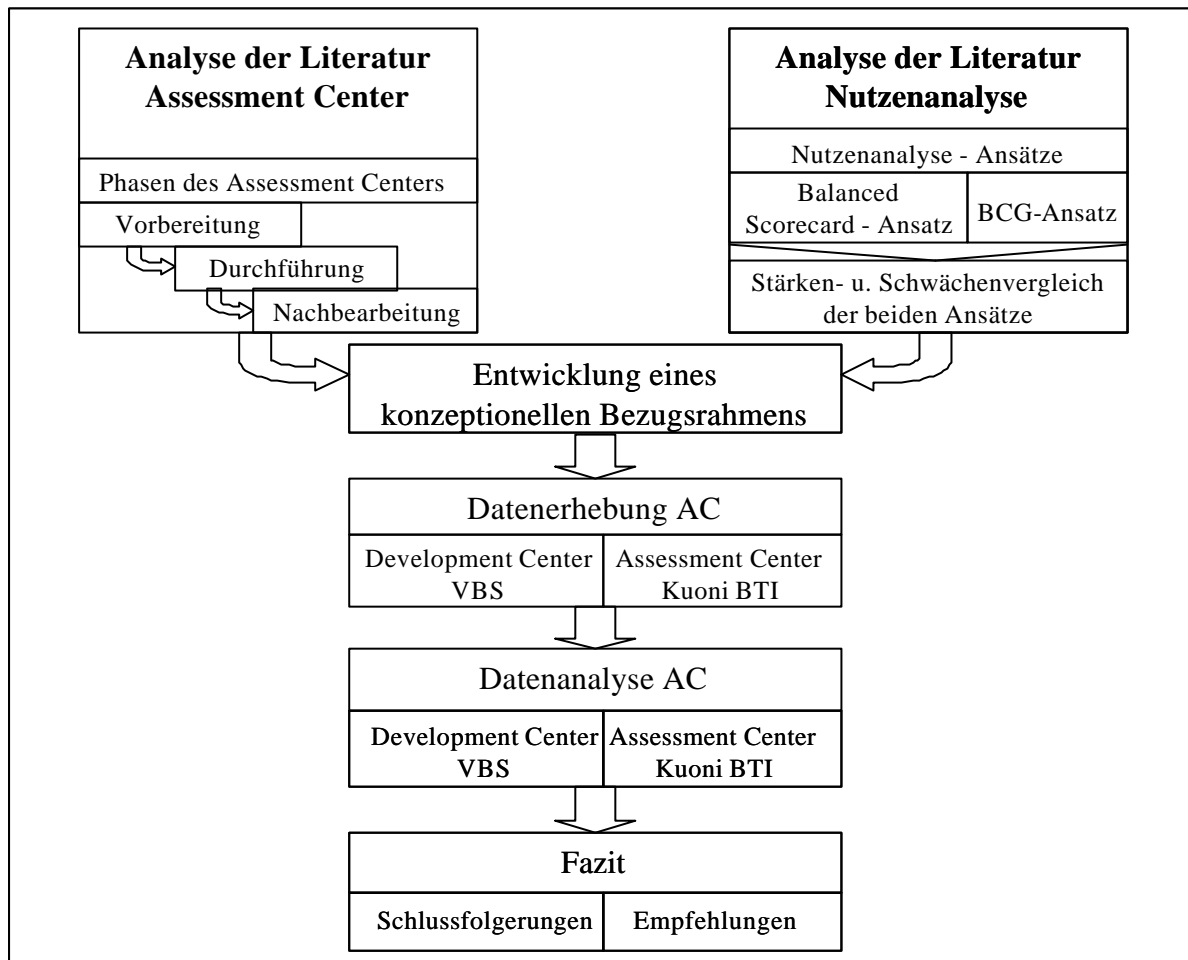 Analyse der Literatur
Assessment Center
Phasen des Assessment Centers
Vorbereitung
Durchführung
Nachbearbeitung
Analyse der Literatur
Nutzenanalyse
Nutzenanalyse - Ansätze
Balanced
Scorecard - Ansatz
BCG-Ansatz
Stärken- u. Schwächenvergleich
der beiden Ansätze
Entwicklung eines
konzeptionellen Bezugsrahmens
Datenerhebung AC
Development Center
VBS
Assessment Center
Kuoni BTI
Datenanalyse AC
Development Center
VBS
Assessment Center
Kuoni BTI
Fazit
Schlussfolgerungen
Empfehlungen